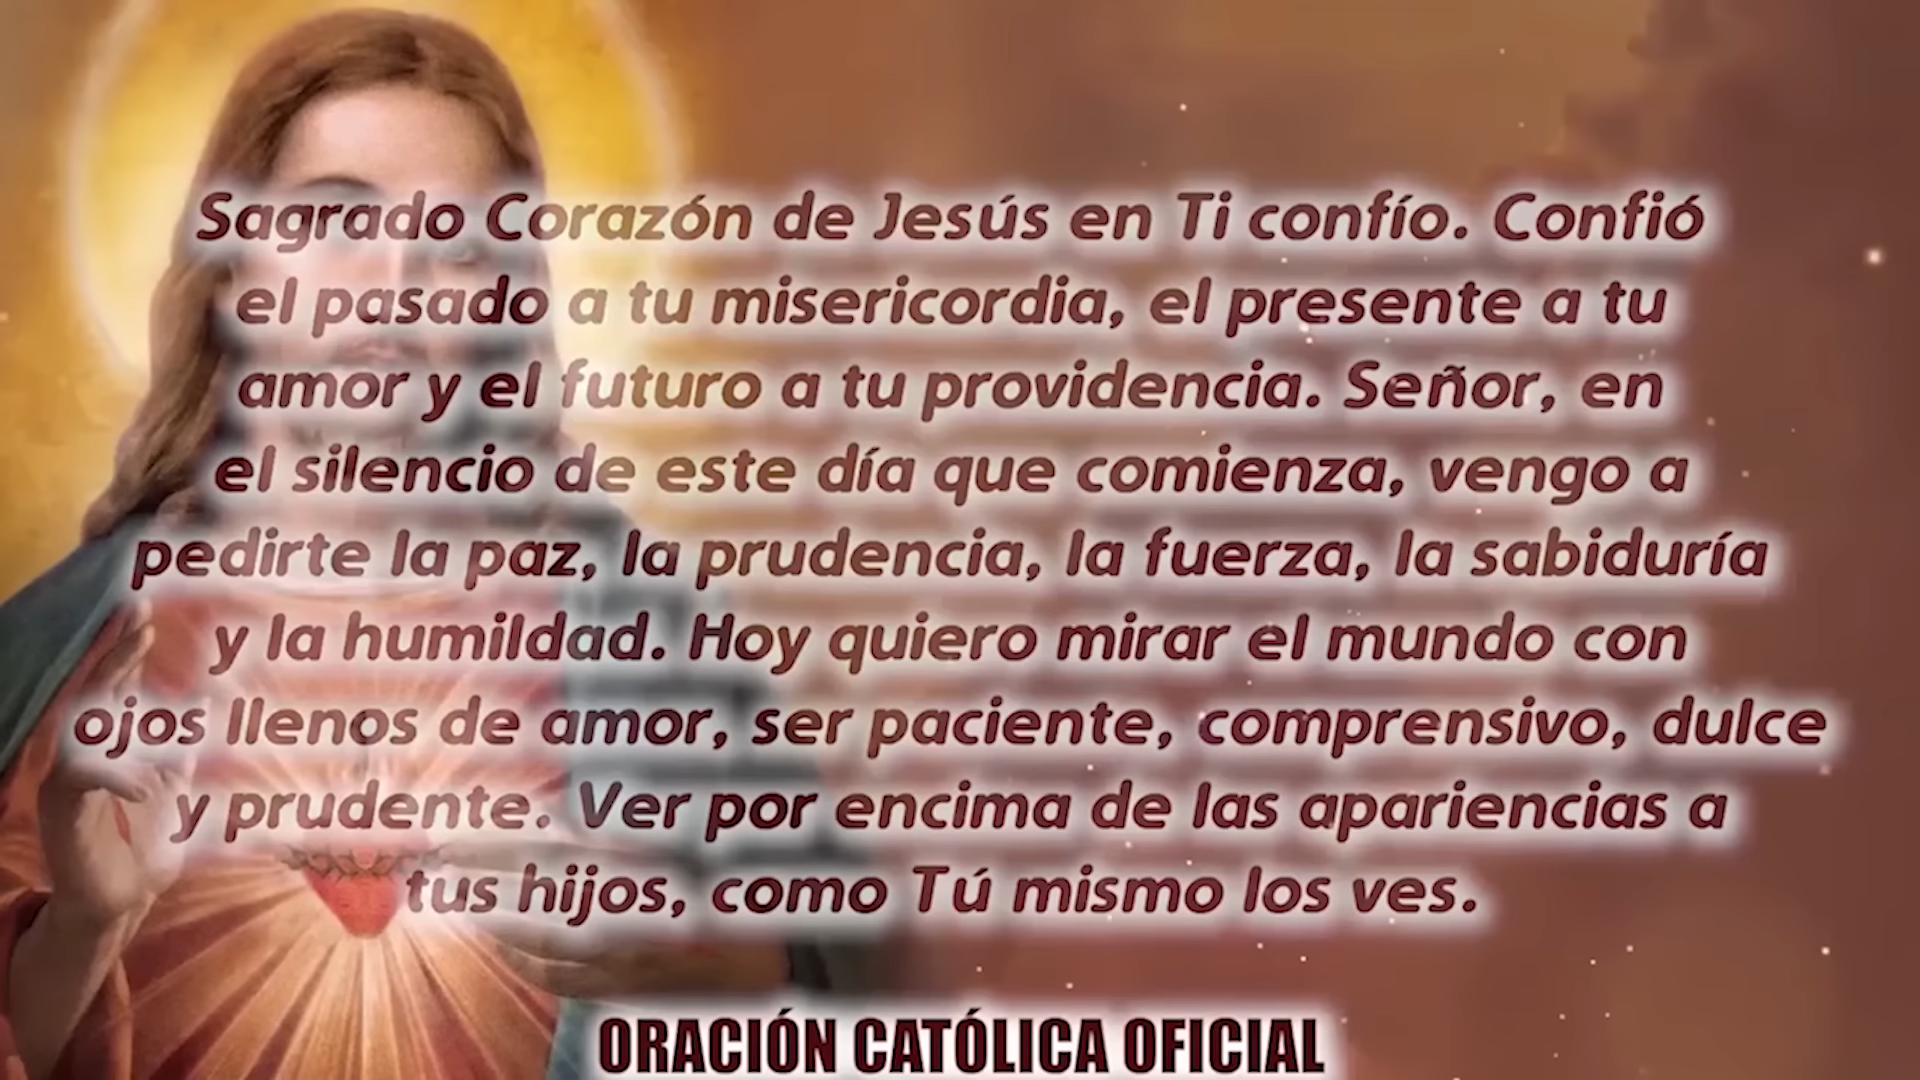 Sagrado Corazón de Jesús en Ti confío. Confió
el pasado a tu misericordia, el presente a tu
amor y el futuro a tu providencia. Señor, en
el silencio de este día que comienza, vengo a
pedirte la paz, la prudencia, la fuerza, la sabiduría
y la humildad. Hoy quiero mirar el mundo con
ojos llenos de amor, ser paciente, comprensivo, dulce
y prudente. Ver por encima de las apariencias a
tus hijos, como Tú mismo los ves.
ORACIÓN CATÓLICA OFICIAL